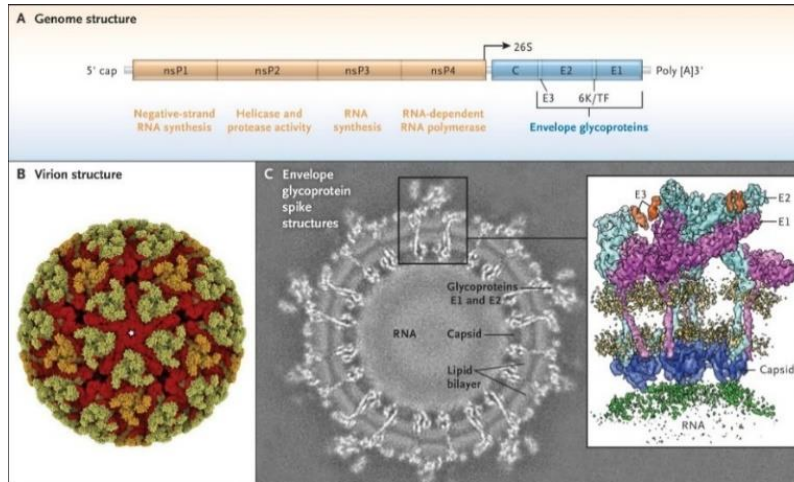 A Genome structure
26S
5' cap
nsP1
nsP2
nsP3
nsP4
C
E2
E1
Poly [A]3'
E3
6K/TF
Negative-strand
RNA synthesis
Helicase and
protease activity
RNA
synthesis
RNA-dependent
RNA polymerase
Envelope glycoproteins
B Virion structure
C Envelope
glycoprotein
spike
structures
Glycoproteins
E1 and E2
RNA
Capsid
Lipid
bilayer
E3
E2
E1
Capsid
RNA